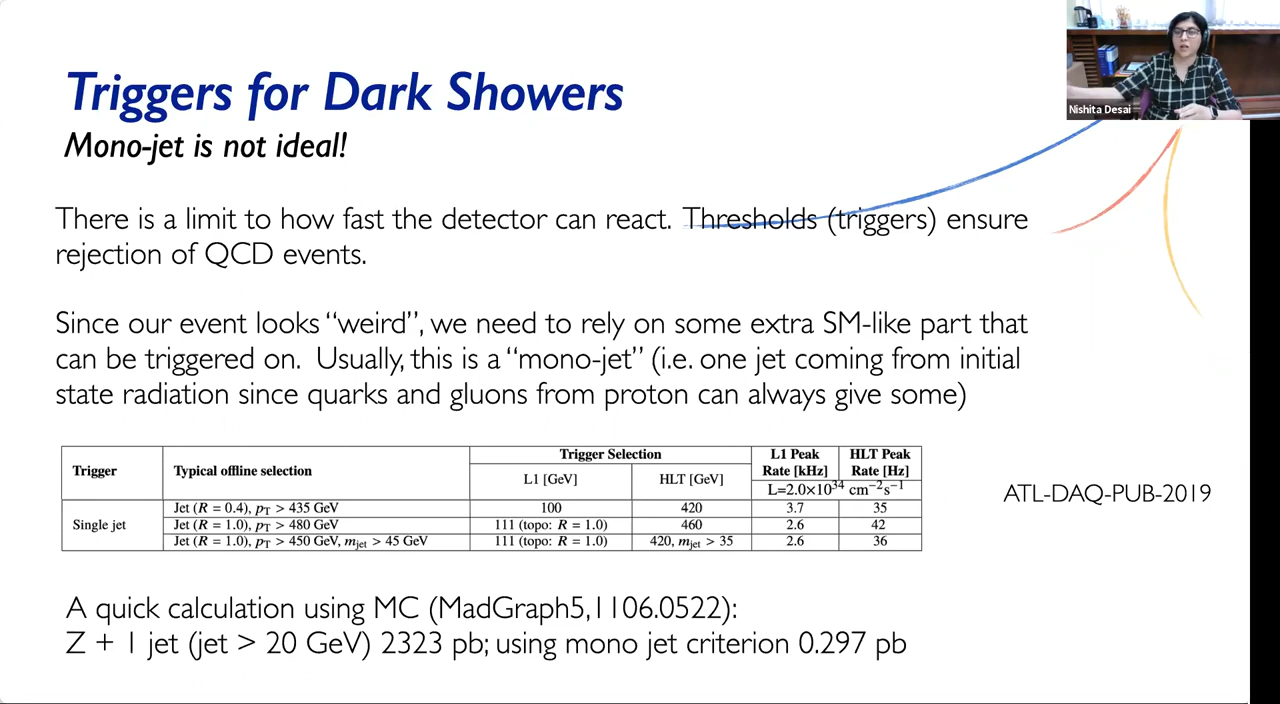 Triggers for Dark Showers
Mono-jet is not ideal!
Nishita Desai
There is a limit to how fast the detector can react. Thresholds (triggers) ensure
rejection of QCD events.
Since our event looks “weird”, we need to rely on some extra SM-like part that
can be triggered on. Usually, this is a “mono-jet” (i.e. one jet coming from initial
state radiation since quarks and gluons from proton can always give some)
Trigger Typical offline selection Trigger Selection L1 Peak Rate [kHz] HLT Peak Rate [Hz]
L1 [GeV] HLT [GeV] L=2.0×10³⁴ cm⁻²s⁻¹
Single jet Jet (R = 0.4), pT > 435 GeV 100 420 3.7 35
Jet (R = 1.0), pT > 480 GeV 111 (topo: R = 1.0) 460 2.6 42
Jet (R = 1.0), pT > 450 GeV, mjet > 45 GeV 111 (topo: R = 1.0) 420, mjet > 35 2.6 36
ATL-DAQ-PUB-2019
A quick calculation using MC (MadGraph5,1106.0522):
Z + 1 jet (jet > 20 GeV) 2323 pb; using mono jet criterion 0.297 pb